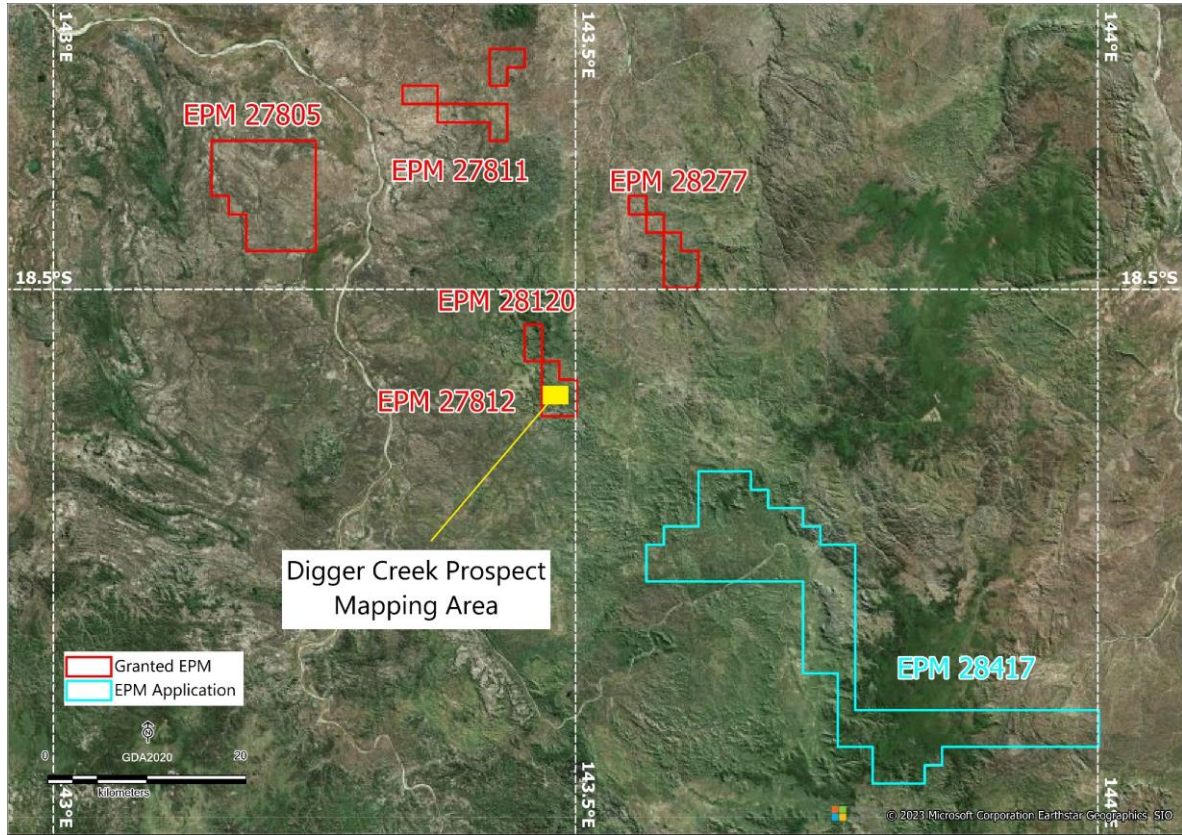 143°E
143.5°E
144°E
EPM 27805
EPM 27811
EPM 28277
18.5°S
18.5°S
EPM 28120
EPM 27812
Digger Creek Prospect
Mapping Area
EPM 28417
Granted EPM
EPM Application
N
GDA2020
0
20
kilometers
143°E
143.5°E
144°E
© 2023 Microsoft Corporation Earthstar Geographics SIO